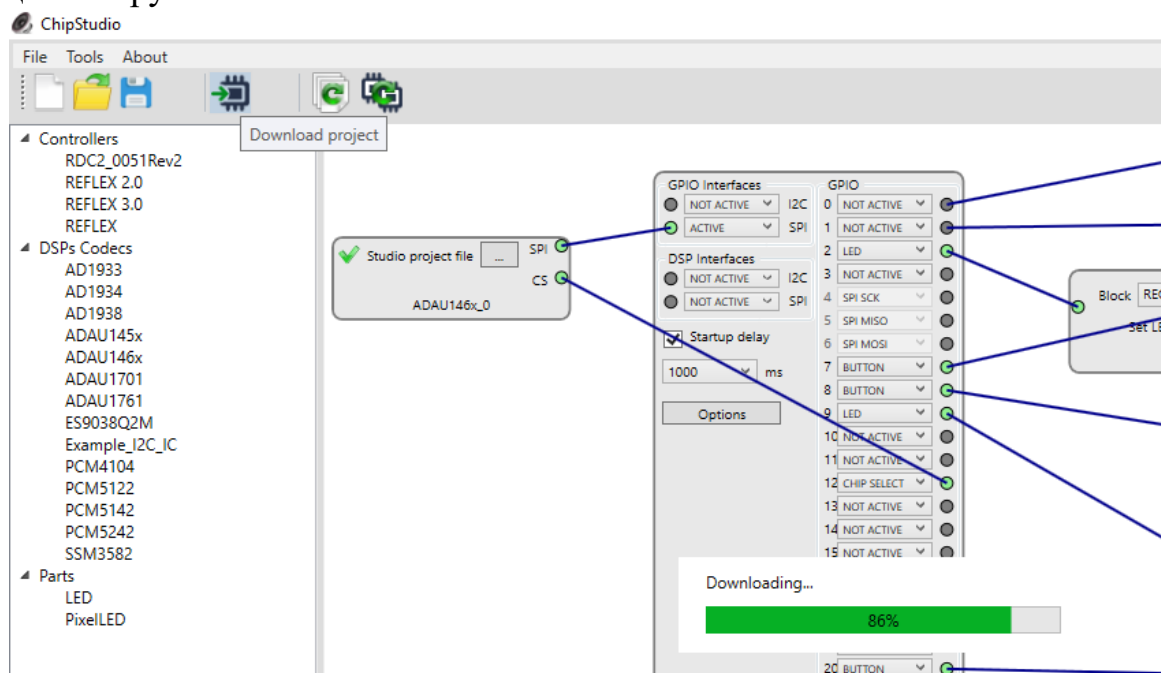 ChipStudio
File Tools About
Download project
Controllers
RDC2_0051Rev2
REFLEX 2.0
REFLEX 3.0
REFLEX
DSPs Codecs
AD1933
AD1934
AD1938
ADAU145x
ADAU146x
ADAU1701
ADAU1761
ES9038Q2M
Example_I2C_IC
PCM4104
PCM5122
PCM5142
PCM5242
SSM3582
Parts
LED
PixelLED
Studio project file ... SPI
CS
ADAU146x_0
GPIO Interfaces
NOT ACTIVE I2C
ACTIVE SPI
DSP Interfaces
NOT ACTIVE I2C
NOT ACTIVE SPI
Startup delay
1000 ms
Options
GPIO
0 NOT ACTIVE
1 NOT ACTIVE
2 LED
3 NOT ACTIVE
4 SPI SCK
5 SPI MISO
6 SPI MOSI
7 BUTTON
8 BUTTON
9 LED
10 NOT ACTIVE
11 NOT ACTIVE
12 CHIP SELECT
13 NOT ACTIVE
14 NOT ACTIVE
15 NOT ACTIVE
20 BUTTON
Block
Set
Downloading...
86%